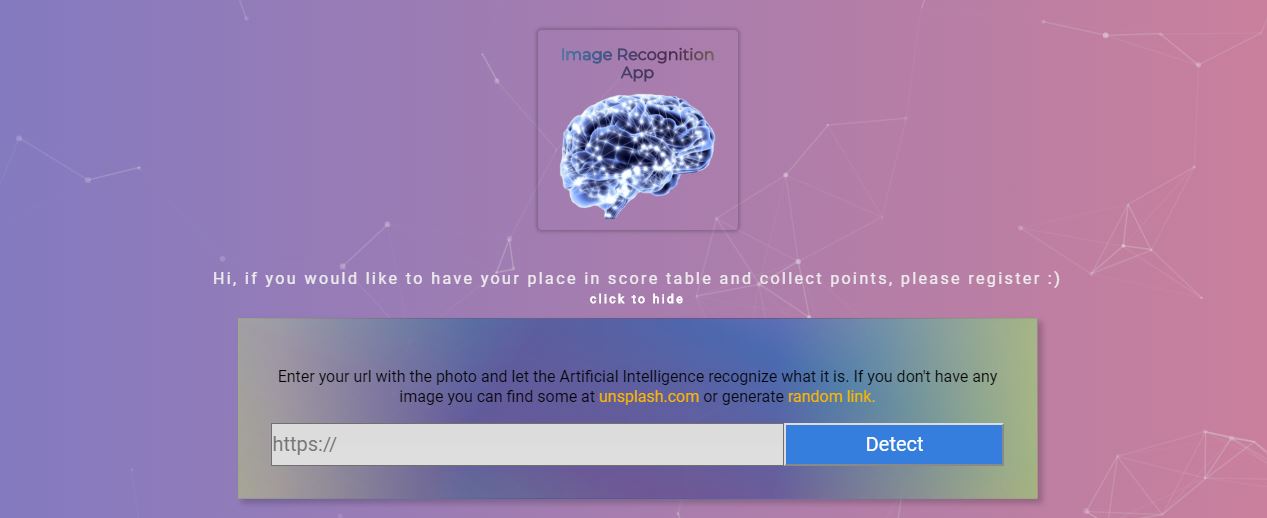 Image Recognition
App
Hi, if you would like to have your place in score table and collect points, please register :)
click to hide
Enter your url with the photo and let the Artificial Intelligence recognize what it is. If you don't have any
image you can find some at unsplash.com or generate random link.
https:// Detect